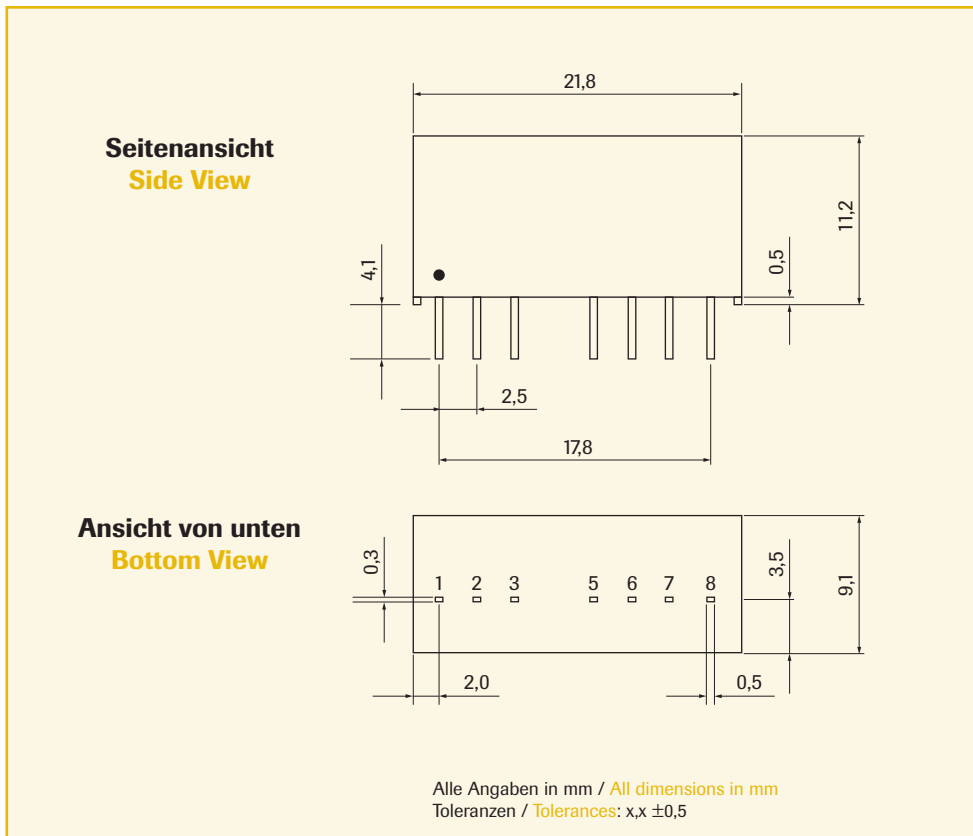 21,8
Seitenansicht
Side View
11,2
0,5
4,1
2,5
17,8
Ansicht von unten
Bottom View
0,3
1 2 3 5 6 7 8
3,5
9,1
2,0
0,5
Alle Angaben in mm / All dimensions in mm
Toleranzen / Tolerances: x,x ±0,5